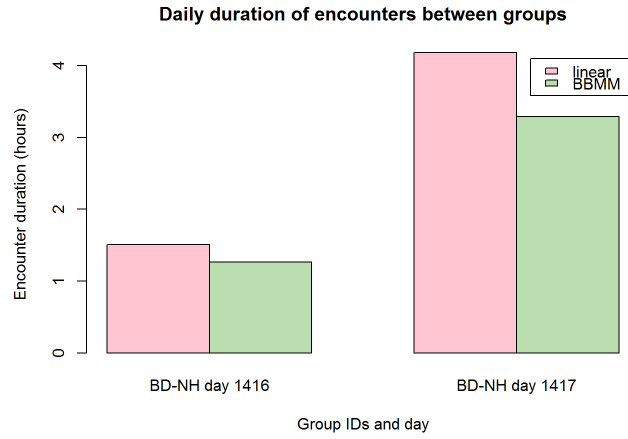 Daily duration of encounters between groups
linear
BBMM
Encounter duration (hours)
4
3
2
1
0
BD-NH day 1416
BD-NH day 1417
Group IDs and day